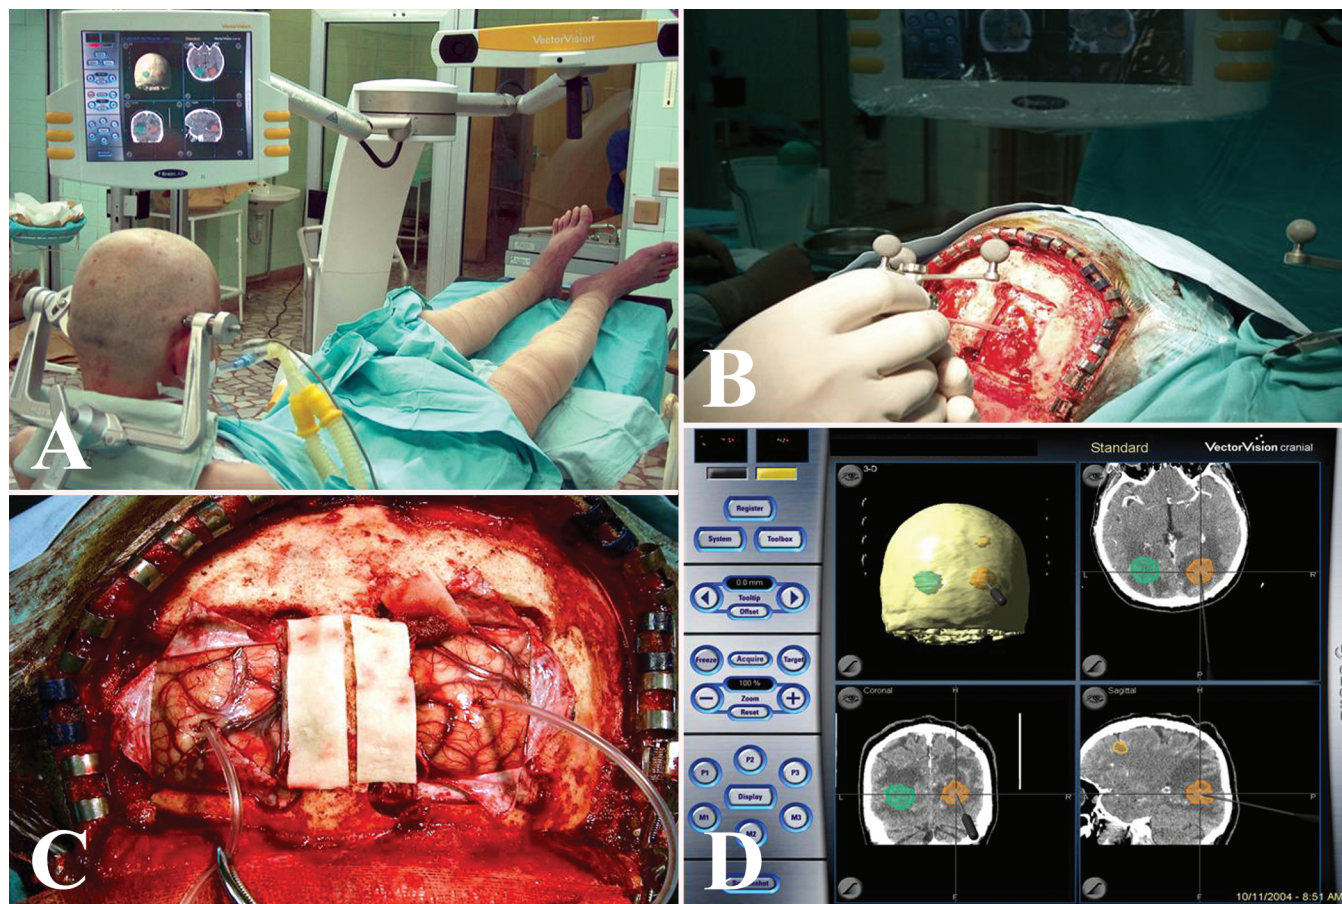 VectorVision
BRAINLAB
A
B
C
D
Standard
VectorVision cranial
3-D
Register
System
Toolbox
0.0 mm
Tooltip
Offset
Freeze
Acquire
Target
100 %
Zoom
Reset
P1
P2
P3
Display
M1
M2
M3
L
R
P
Coronal
H
L
R
F
Sagittal
H
F
10/11/2004 - 8:51 AM